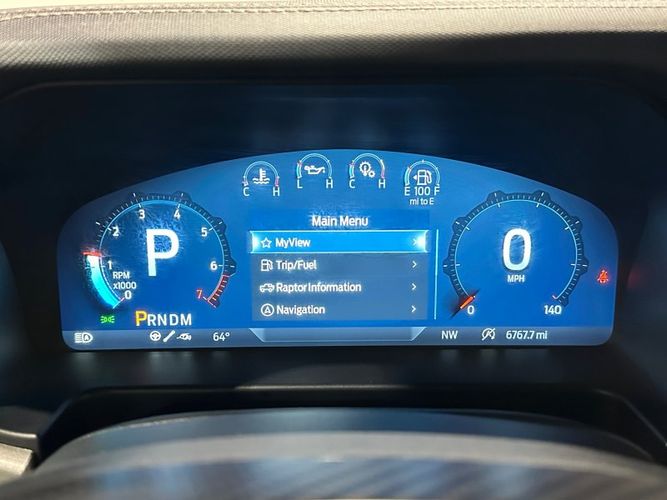 C H
L H
C H
E 100 F
mi to E
Main Menu
MyView
Trip/Fuel
Raptor Information
Navigation
0
1
2
3
4
5
6
7
P
RPM
x1000
PRNDM
0
MPH
0
140
A
64°
NW
A
6767.7 mi